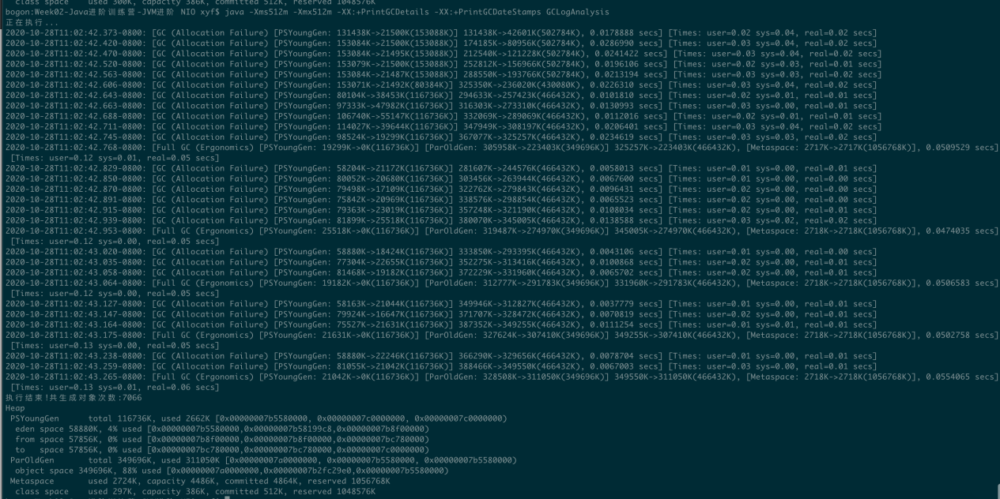 class space    used 300K, capacity 386K, committed 512K, reserved 1048576K
bogon:Week02-Java进阶训练营-JVM进阶 NIO xyf$ java -Xms512m -Xmx512m -XX:+PrintGCDetails -XX:+PrintGCDateStamps GCLogAnalysis
正在执行...
2020-10-28T11:02:42.373-0800: [GC (Allocation Failure) [PSYoungGen: 131438K->21500K(153088K)] 131438K->42601K(502784K), 0.0178888 secs] [Times: user=0.02 sys=0.04, real=0.02 secs]
2020-10-28T11:02:42.420-0800: [GC (Allocation Failure) [PSYoungGen: 153084K->21500K(153088K)] 174185K->80956K(502784K), 0.0286990 secs] [Times: user=0.03 sys=0.04, real=0.02 secs]
2020-10-28T11:02:42.470-0800: [GC (Allocation Failure) [PSYoungGen: 153084K->21495K(153088K)] 212540K->121228K(502784K), 0.0241422 secs] [Times: user=0.03 sys=0.04, real=0.02 secs]
2020-10-28T11:02:42.520-0800: [GC (Allocation Failure) [PSYoungGen: 153079K->21500K(153088K)] 252812K->156966K(502784K), 0.0196106 secs] [Times: user=0.02 sys=0.03, real=0.01 secs]
2020-10-28T11:02:42.563-0800: [GC (Allocation Failure) [PSYoungGen: 153084K->21487K(153088K)] 288550K->193766K(502784K), 0.0213194 secs] [Times: user=0.03 sys=0.03, real=0.02 secs]
2020-10-28T11:02:42.606-0800: [GC (Allocation Failure) [PSYoungGen: 153071K->21492K(80384K)] 325350K->236020K(430080K), 0.0226310 secs] [Times: user=0.03 sys=0.04, real=0.02 secs]
2020-10-28T11:02:42.643-0800: [GC (Allocation Failure) [PSYoungGen: 80104K->38453K(116736K)] 294633K->257423K(466432K), 0.0101810 secs] [Times: user=0.02 sys=0.01, real=0.01 secs]
2020-10-28T11:02:42.663-0800: [GC (Allocation Failure) [PSYoungGen: 97333K->47982K(116736K)] 316303K->273310K(466432K), 0.0130993 secs] [Times: user=0.03 sys=0.00, real=0.01 secs]
2020-10-28T11:02:42.688-0800: [GC (Allocation Failure) [PSYoungGen: 106740K->55147K(116736K)] 332069K->289069K(466432K), 0.0112016 secs] [Times: user=0.02 sys=0.01, real=0.01 secs]
2020-10-28T11:02:42.711-0800: [GC (Allocation Failure) [PSYoungGen: 114027K->39644K(116736K)] 347949K->308197K(466432K), 0.0206401 secs] [Times: user=0.03 sys=0.04, real=0.02 secs]
2020-10-28T11:02:42.745-0800: [GC (Allocation Failure) [PSYoungGen: 98524K->19299K(116736K)] 367077K->325257K(466432K), 0.0234619 secs] [Times: user=0.03 sys=0.03, real=0.02 secs]
2020-10-28T11:02:42.768-0800: [Full GC (Ergonomics) [PSYoungGen: 19299K->0K(116736K)] [ParOldGen: 305958K->223403K(349696K)] 325257K->223403K(466432K), [Metaspace: 2717K->2717K(1056768K)], 0.0509529 secs]
[Times: user=0.12 sys=0.01, real=0.05 secs]
2020-10-28T11:02:42.829-0800: [GC (Allocation Failure) [PSYoungGen: 58204K->21172K(116736K)] 281607K->244576K(466432K), 0.0058013 secs] [Times: user=0.01 sys=0.00, real=0.01 secs]
2020-10-28T11:02:42.850-0800: [GC (Allocation Failure) [PSYoungGen: 80052K->20680K(116736K)] 303456K->263944K(466432K), 0.0067600 secs] [Times: user=0.01 sys=0.00, real=0.01 secs]
2020-10-28T11:02:42.870-0800: [GC (Allocation Failure) [PSYoungGen: 79498K->17109K(116736K)] 322762K->279843K(466432K), 0.0096431 secs] [Times: user=0.02 sys=0.00, real=0.00 secs]
2020-10-28T11:02:42.891-0800: [GC (Allocation Failure) [PSYoungGen: 75842K->20969K(116736K)] 338576K->298854K(466432K), 0.0065523 secs] [Times: user=0.02 sys=0.00, real=0.00 secs]
2020-10-28T11:02:42.915-0800: [GC (Allocation Failure) [PSYoungGen: 79363K->23019K(116736K)] 357248K->321190K(466432K), 0.0108034 secs] [Times: user=0.02 sys=0.00, real=0.01 secs]
2020-10-28T11:02:42.939-0800: [GC (Allocation Failure) [PSYoungGen: 81899K->25518K(116736K)] 380070K->345005K(466432K), 0.0138588 secs] [Times: user=0.03 sys=0.02, real=0.02 secs]
2020-10-28T11:02:42.953-0800: [Full GC (Ergonomics) [PSYoungGen: 25518K->0K(116736K)] [ParOldGen: 319487K->274970K(349696K)] 345005K->274970K(466432K), [Metaspace: 2718K->2718K(1056768K)], 0.0474035 secs]
[Times: user=0.12 sys=0.00, real=0.05 secs]
2020-10-28T11:02:43.020-0800: [GC (Allocation Failure) [PSYoungGen: 58880K->18424K(116736K)] 333850K->293395K(466432K), 0.0043106 secs] [Times: user=0.01 sys=0.00, real=0.00 secs]
2020-10-28T11:02:43.035-0800: [GC (Allocation Failure) [PSYoungGen: 77304K->22655K(116736K)] 352275K->313416K(466432K), 0.0100868 secs] [Times: user=0.02 sys=0.00, real=0.01 secs]
2020-10-28T11:02:43.058-0800: [GC (Allocation Failure) [PSYoungGen: 81468K->19182K(116736K)] 372229K->331960K(466432K), 0.0065702 secs] [Times: user=0.02 sys=0.00, real=0.01 secs]
2020-10-28T11:02:43.064-0800: [Full GC (Ergonomics) [PSYoungGen: 19182K->0K(116736K)] [ParOldGen: 312777K->291783K(349696K)] 331960K->291783K(466432K), [Metaspace: 2718K->2718K(1056768K)], 0.0506583 secs]
[Times: user=0.12 sys=0.00, real=0.05 secs]
2020-10-28T11:02:43.127-0800: [GC (Allocation Failure) [PSYoungGen: 58163K->21044K(116736K)] 349946K->312827K(466432K), 0.0037779 secs] [Times: user=0.01 sys=0.00, real=0.01 secs]
2020-10-28T11:02:43.147-0800: [GC (Allocation Failure) [PSYoungGen: 79924K->16647K(116736K)] 371707K->328472K(466432K), 0.0070819 secs] [Times: user=0.02 sys=0.00, real=0.01 secs]
2020-10-28T11:02:43.164-0800: [GC (Allocation Failure) [PSYoungGen: 75527K->21631K(116736K)] 387352K->349255K(466432K), 0.0111254 secs] [Times: user=0.01 sys=0.01, real=0.01 secs]
2020-10-28T11:02:43.175-0800: [Full GC (Ergonomics) [PSYoungGen: 21631K->0K(116736K)] [ParOldGen: 327624K->307410K(349696K)] 349255K->307410K(466432K), [Metaspace: 2718K->2718K(1056768K)], 0.0502758 secs]
[Times: user=0.13 sys=0.00, real=0.05 secs]
2020-10-28T11:02:43.238-0800: [GC (Allocation Failure) [PSYoungGen: 58880K->22246K(116736K)] 366290K->329656K(466432K), 0.0078704 secs] [Times: user=0.01 sys=0.00, real=0.01 secs]
2020-10-28T11:02:43.259-0800: [GC (Allocation Failure) [PSYoungGen: 81055K->21042K(116736K)] 388466K->349550K(466432K), 0.0067003 secs] [Times: user=0.03 sys=0.00, real=0.01 secs]
2020-10-28T11:02:43.265-0800: [Full GC (Ergonomics) [PSYoungGen: 21042K->0K(116736K)] [ParOldGen: 328508K->311050K(349696K)] 349550K->311050K(466432K), [Metaspace: 2718K->2718K(1056768K)], 0.0554065 secs]
[Times: user=0.13 sys=0.01, real=0.06 secs]
执行结束!共生成对象次数:7066
Heap
PSYoungGen      total 116736K, used 2662K [0x00000007b5580000, 0x00000007c0000000, 0x00000007c0000000)
eden space 58880K, 4% used [0x00000007b5580000,0x00000007b58199c8,0x00000007b8f00000)
from space 57856K, 0% used [0x00000007b8f00000,0x00000007b8f00000,0x00000007bc780000)
to   space 57856K, 0% used [0x00000007bc780000,0x00000007bc780000,0x00000007c0000000)
ParOldGen       total 349696K, used 311050K [0x00000007a0000000, 0x00000007b5580000, 0x00000007b5580000)
object space 349696K, 88% used [0x00000007a0000000,0x00000007b2fc29e0,0x00000007b5580000)
Metaspace       used 2724K, capacity 4486K, committed 4864K, reserved 1056768K
class space    used 297K, capacity 386K, committed 512K, reserved 1048576K